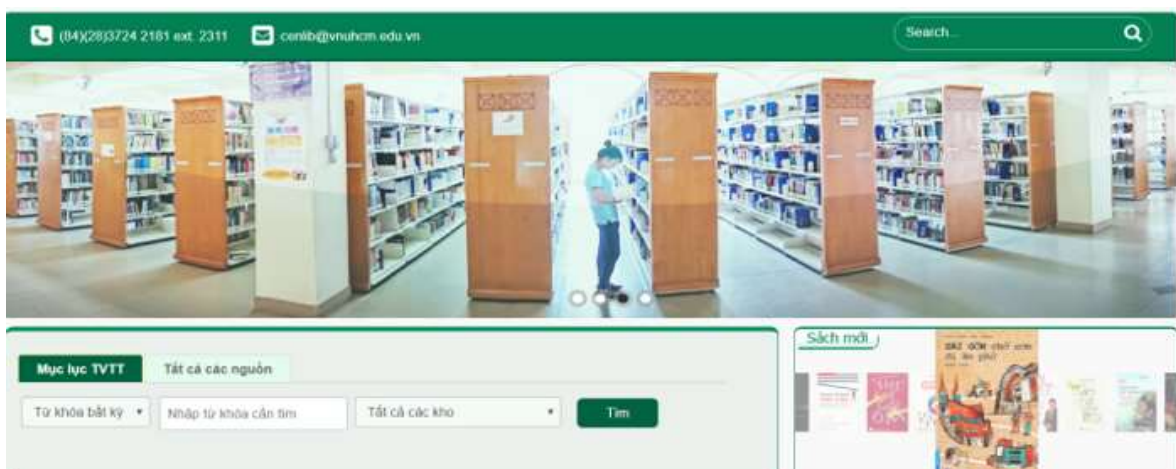 (84)(28)3724 2181 ext. 2311
cenlib@vnuhcm.edu.vn
Search...
Mục lục TVTT
Tất cả các nguồn
Từ khóa bất kỳ
Nhập từ khóa cần tìm
Tất cả các kho
Tìm
Sách mới
SÀI GÒN